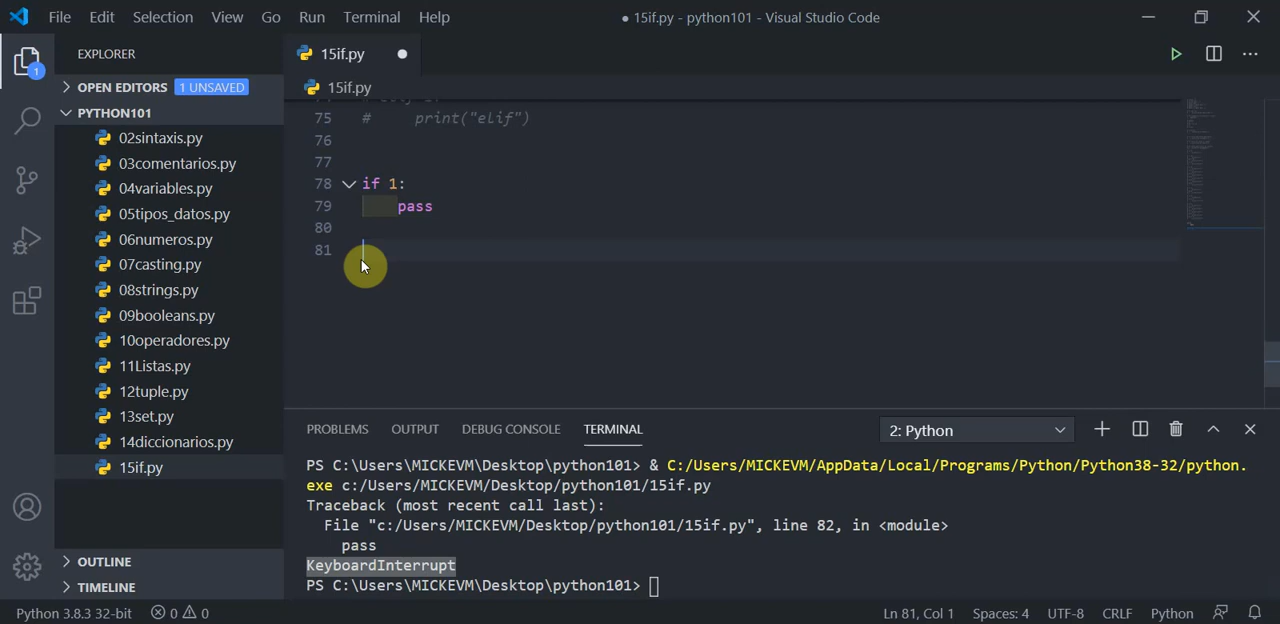 File Edit Selection View Go Run Terminal Help ● 15if.py - python101 - Visual Studio Code
EXPLORER
OPEN EDITORS 1 UNSAVED
PYTHON101
02sintaxis.py
03comentarios.py
04variables.py
05tipos_datos.py
06numeros.py
07casting.py
08strings.py
09booleans.py
10operadores.py
11Listas.py
12tuple.py
13set.py
14diccionarios.py
15if.py
OUTLINE
TIMELINE
1
15if.py
15if.py
75 # print("elif")
76
77
78 if 1:
79 pass
80
81
PROBLEMS OUTPUT DEBUG CONSOLE TERMINAL 2: Python
PS C:\Users\MICKEVM\Desktop\python101> & C:/Users/MICKEVM/AppData/Local/Programs/Python/Python38-32/python.
exe c:/Users/MICKEVM/Desktop/python101/15if.py
Traceback (most recent call last):
File "c:/Users/MICKEVM/Desktop/python101/15if.py", line 82, in <module>
pass
KeyboardInterrupt
PS C:\Users\MICKEVM\Desktop\python101>
Python 3.8.3 32-bit 0 0 Ln 81, Col 1 Spaces: 4 UTF-8 CRLF Python